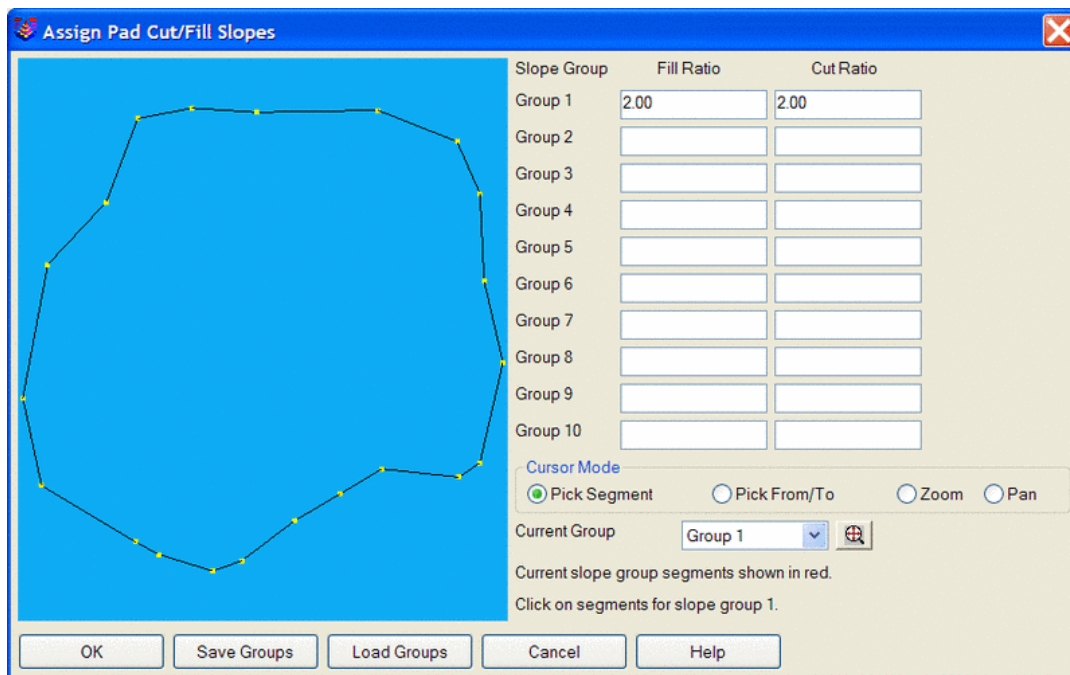 Assign Pad Cut/Fill Slopes
Slope Group Fill Ratio Cut Ratio
Group 1 2.00 2.00
Group 2
Group 3
Group 4
Group 5
Group 6
Group 7
Group 8
Group 9
Group 10
Cursor Mode
Pick Segment Pick From/To Zoom Pan
Current Group Group 1
Current slope group segments shown in red.
Click on segments for slope group 1.
OK Save Groups Load Groups Cancel Help